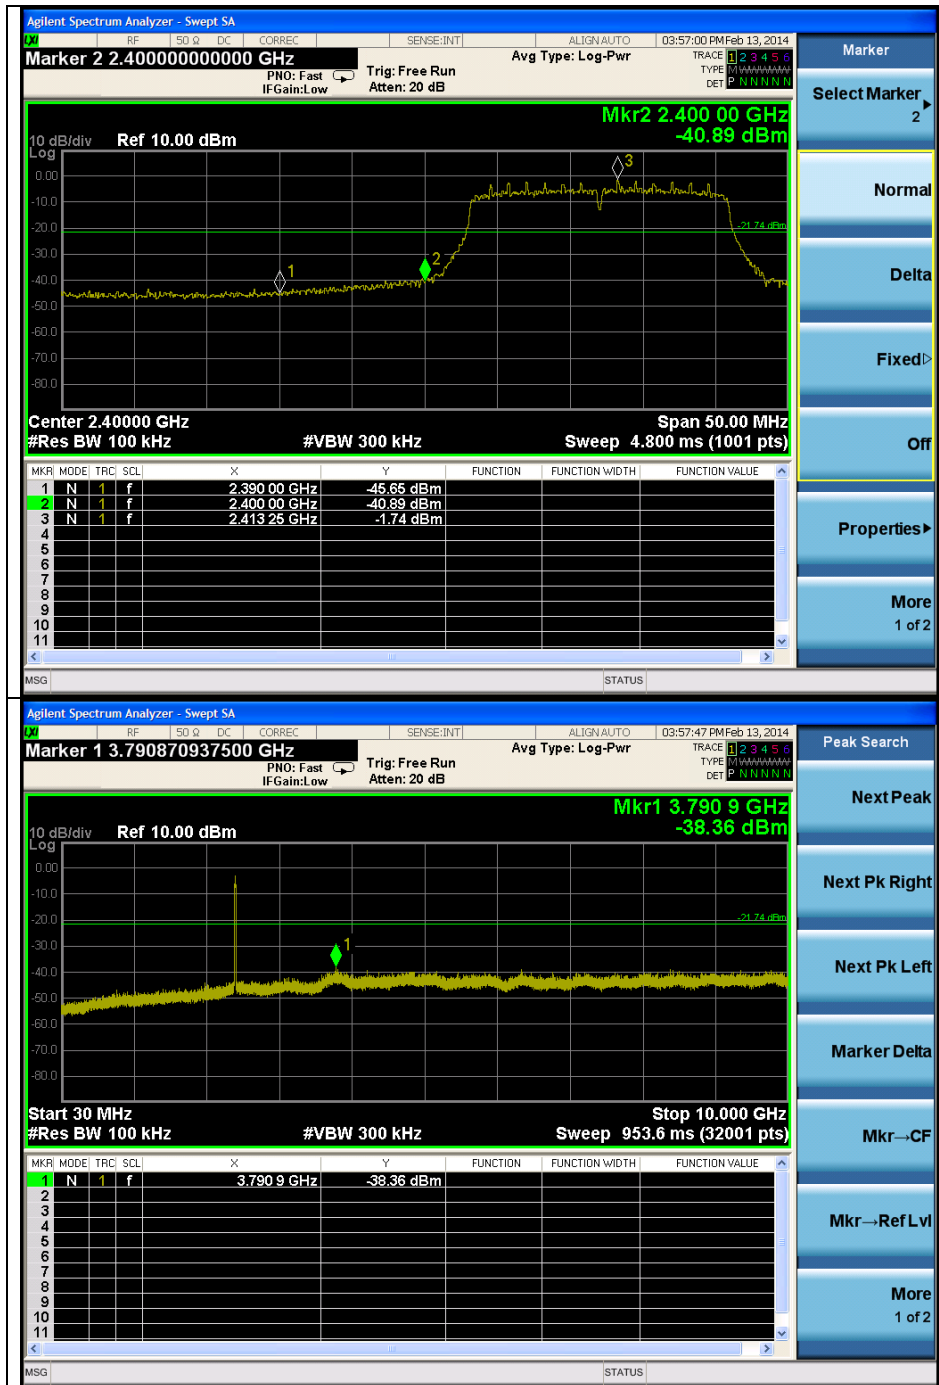 Agilent Spectrum Analyzer - Swept SA
LXI RF 50 Ω DC CORREC SENSE:INT ALIGN AUTO 03:57:00 PM Feb 13, 2014
Marker 2 2.400000000000 GHz
PNO: Fast
IFGain:Low
Trig: Free Run
Atten: 20 dB
Avg Type: Log-Pwr
TRACE 1 2 3 4 5 6
TYPE M
DET P N N N N N
Mkr2 2.400 00 GHz
-40.89 dBm
10 dB/div Ref 10.00 dBm
Log
0.00
-10.0
-20.0
-30.0
-40.0
-50.0
-60.0
-70.0
-80.0
3
-21.74 dBm
2
1
Center 2.40000 GHz Span 50.00 MHz
#Res BW 100 kHz #VBW 300 kHz Sweep 4.800 ms (1001 pts)
MKR MODE TRC SCL X Y FUNCTION FUNCTION WIDTH FUNCTION VALUE
1 N 1 f 2.390 00 GHz -45.65 dBm
2 N 1 f 2.400 00 GHz -40.89 dBm
3 N 1 f 2.413 25 GHz -1.74 dBm
4
5
6
7
8
9
10
11
MSG STATUS
Marker
Select Marker
2
Normal
Delta
Fixed
Off
Properties
More
1 of 2
Agilent Spectrum Analyzer - Swept SA
LXI RF 50 Ω DC CORREC SENSE:INT ALIGN AUTO 03:57:47 PM Feb 13, 2014
Marker 1 3.790870937500 GHz
PNO: Fast
IFGain:Low
Trig: Free Run
Atten: 20 dB
Avg Type: Log-Pwr
TRACE 1 2 3 4 5 6
TYPE M
DET P N N N N N
Mkr1 3.790 9 GHz
-38.36 dBm
10 dB/div Ref 10.00 dBm
Log
0.00
-10.0
-20.0
-30.0
-40.0
-50.0
-60.0
-70.0
-80.0
-21.74 dBm
1
Start 30 MHz Stop 10.000 GHz
#Res BW 100 kHz #VBW 300 kHz Sweep 953.6 ms (32001 pts)
MKR MODE TRC SCL X Y FUNCTION FUNCTION WIDTH FUNCTION VALUE
1 N 1 f 3.790 9 GHz -38.36 dBm
2
3
4
5
6
7
8
9
10
11
MSG STATUS
Peak Search
Next Peak
Next Pk Right
Next Pk Left
Marker Delta
Mkr→CF
Mkr→Ref Lvl
More
1 of 2